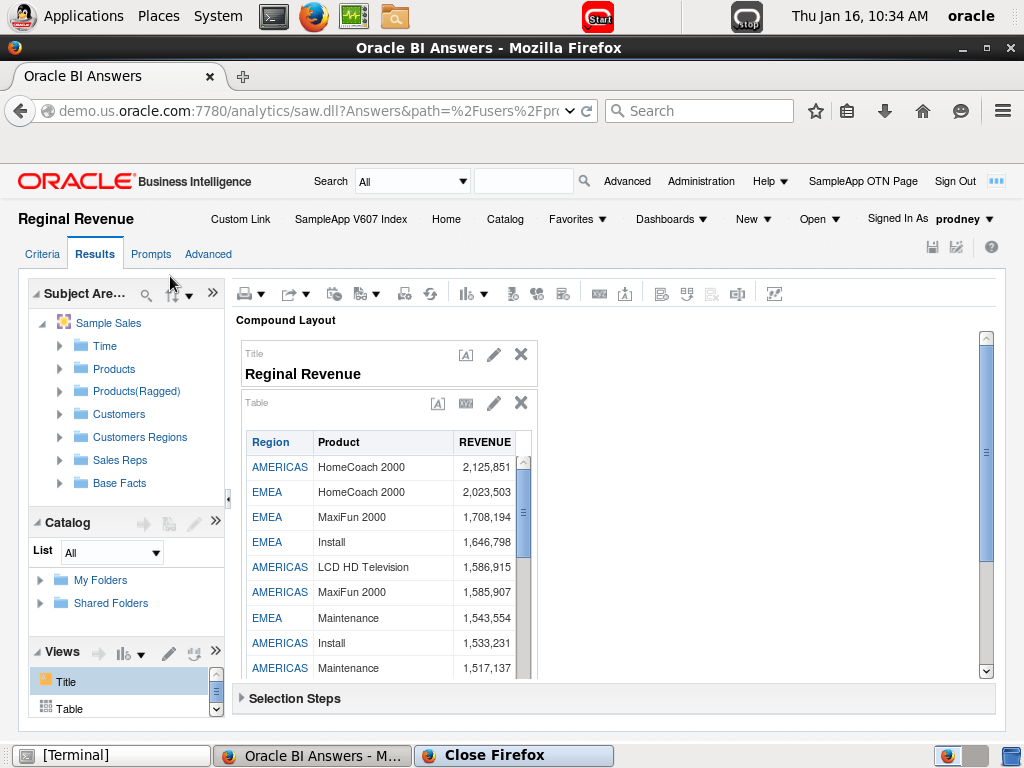 Applications Places System Start stop Thu Jan 16, 10:34 AM oracle
Oracle BI Answers - Mozilla Firefox
Oracle BI Answers
demo.us.oracle.com:7780/analytics/saw.dll?Answers&path=%2Fusers%2Fpro Search
ORACLE Business Intelligence Search All Advanced Administration Help SampleApp OTN Page Sign Out
Reginal Revenue Custom Link SampleApp V607 Index Home Catalog Favorites Dashboards New Open Signed In As prodney
Criteria Results Prompts Advanced
Subject Are...
Sample Sales
Time
Products
Products(Ragged)
Customers
Customers Regions
Sales Reps
Base Facts
Catalog
List All
My Folders
Shared Folders
Views
Title
Table
Compound Layout
Title
Reginal Revenue
Table
Region Product REVENUE
AMERICAS HomeCoach 2000 2,125,851
EMEA HomeCoach 2000 2,023,503
EMEA MaxiFun 2000 1,708,194
EMEA Install 1,646,798
AMERICAS LCD HD Television 1,586,915
AMERICAS MaxiFun 2000 1,585,907
EMEA Maintenance 1,543,554
AMERICAS Install 1,533,231
AMERICAS Maintenance 1,517,137
Selection Steps
[Terminal] Oracle BI Answers - M... Close Firefox